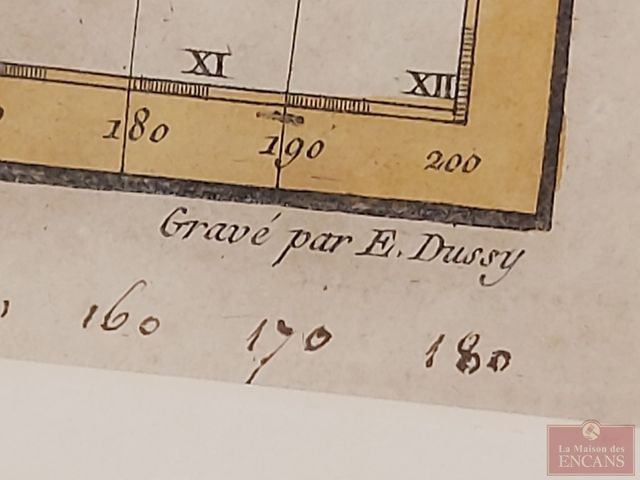 XI XII
180 190 200
Gravé par E. Dussy
160 170 180
La Maison des
ENCANS